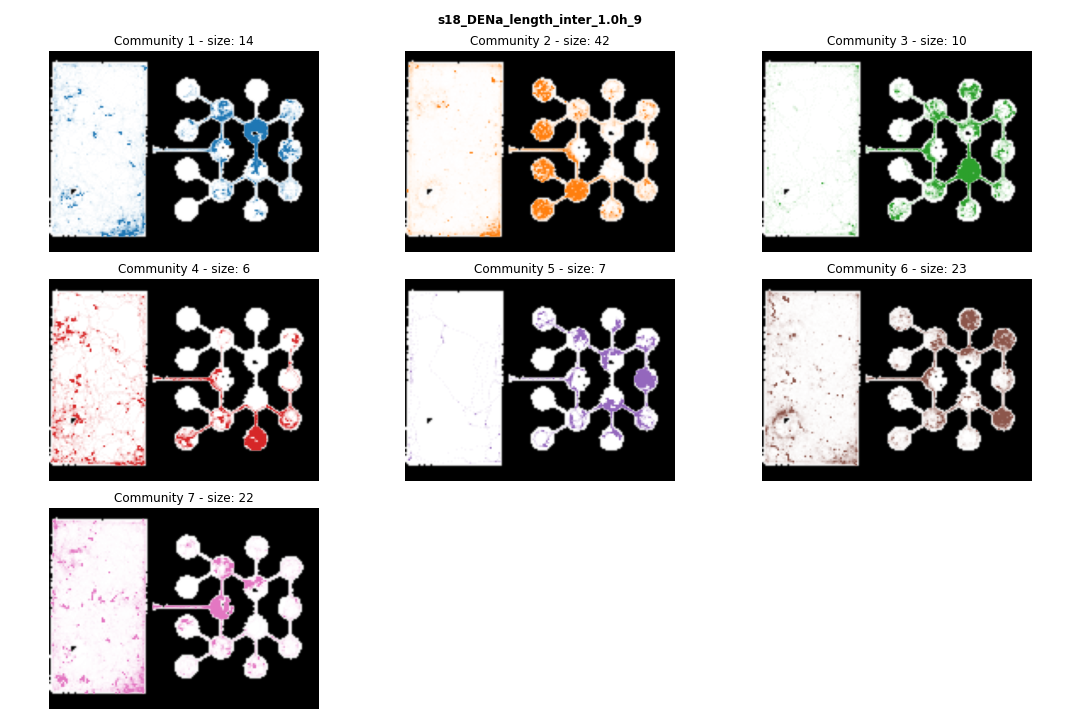 s18_DENa_length_inter_1.0h_9
Community 1 - size: 14
Community 2 - size: 42
Community 3 - size: 10
Community 4 - size: 6
Community 5 - size: 7
Community 6 - size: 23
Community 7 - size: 22